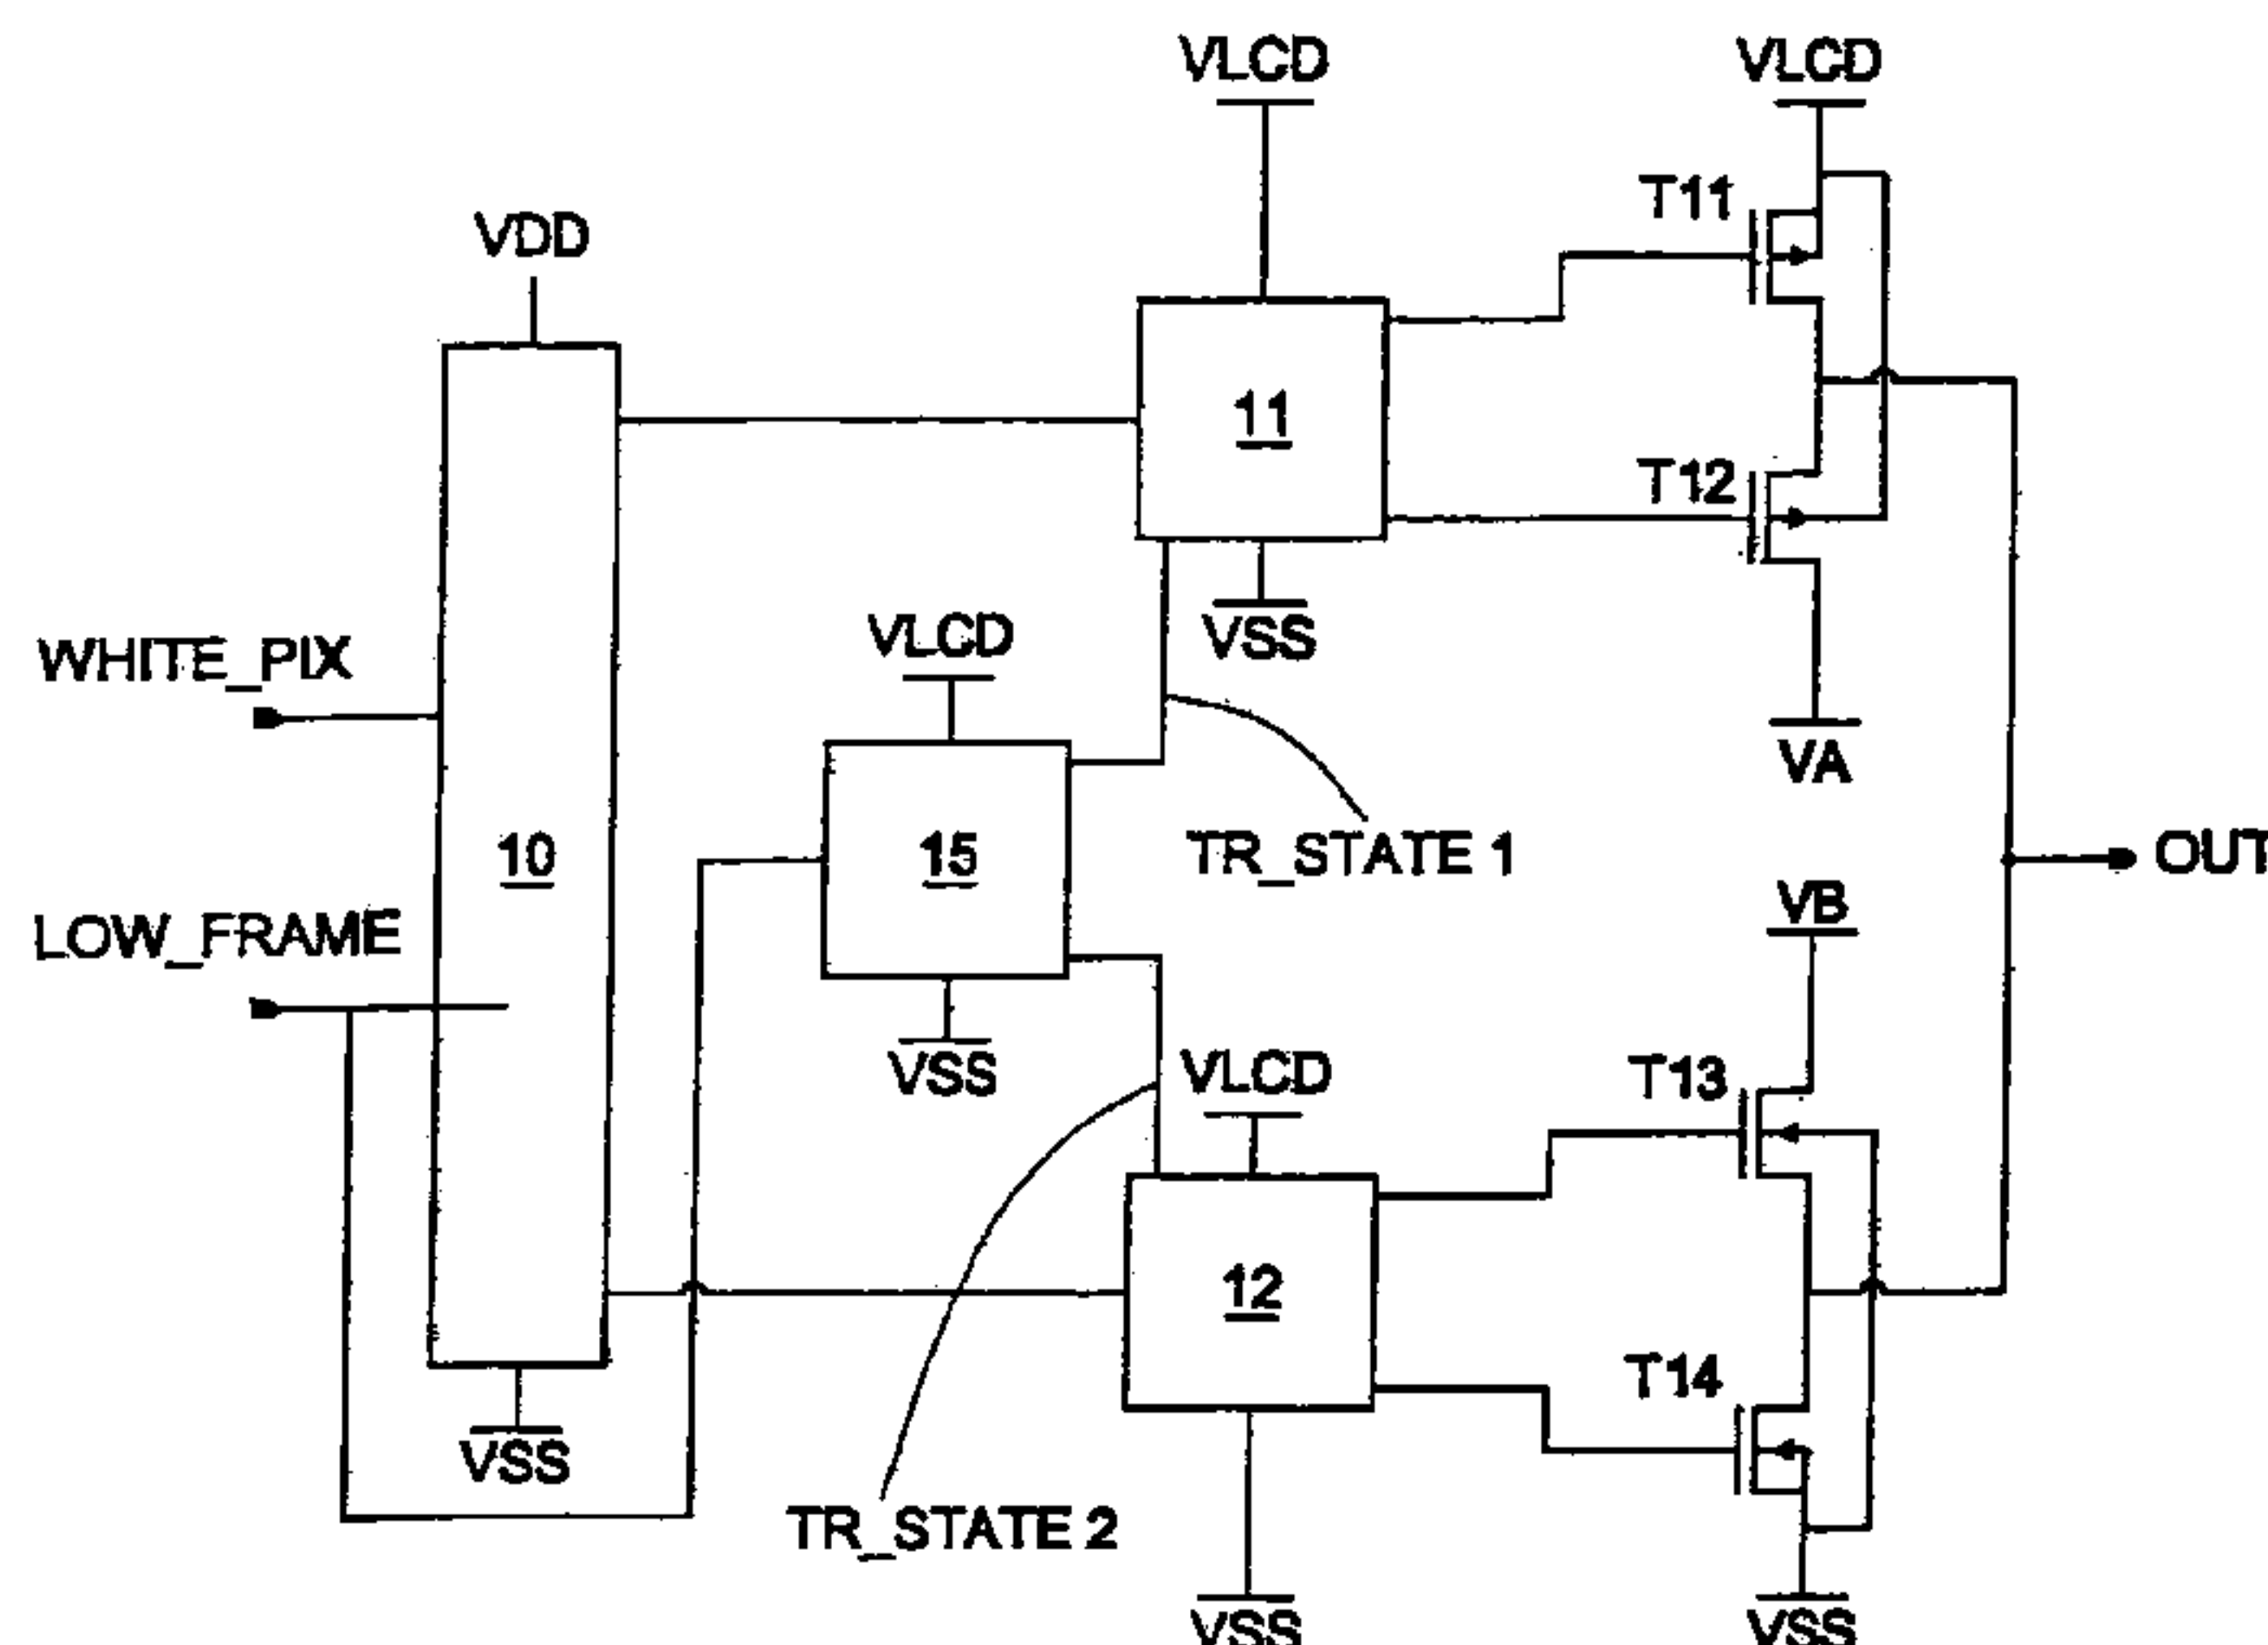 VLCD
VLCD
T11
VDD
11
T12
VLCD
VSS
WHITE_PIX
VA
10
15
TR_STATE 1
OUT
VB
LOW_FRAME
VSS
VLCD
T13
12
T14
VSS
TR_STATE 2
VSS
VSS